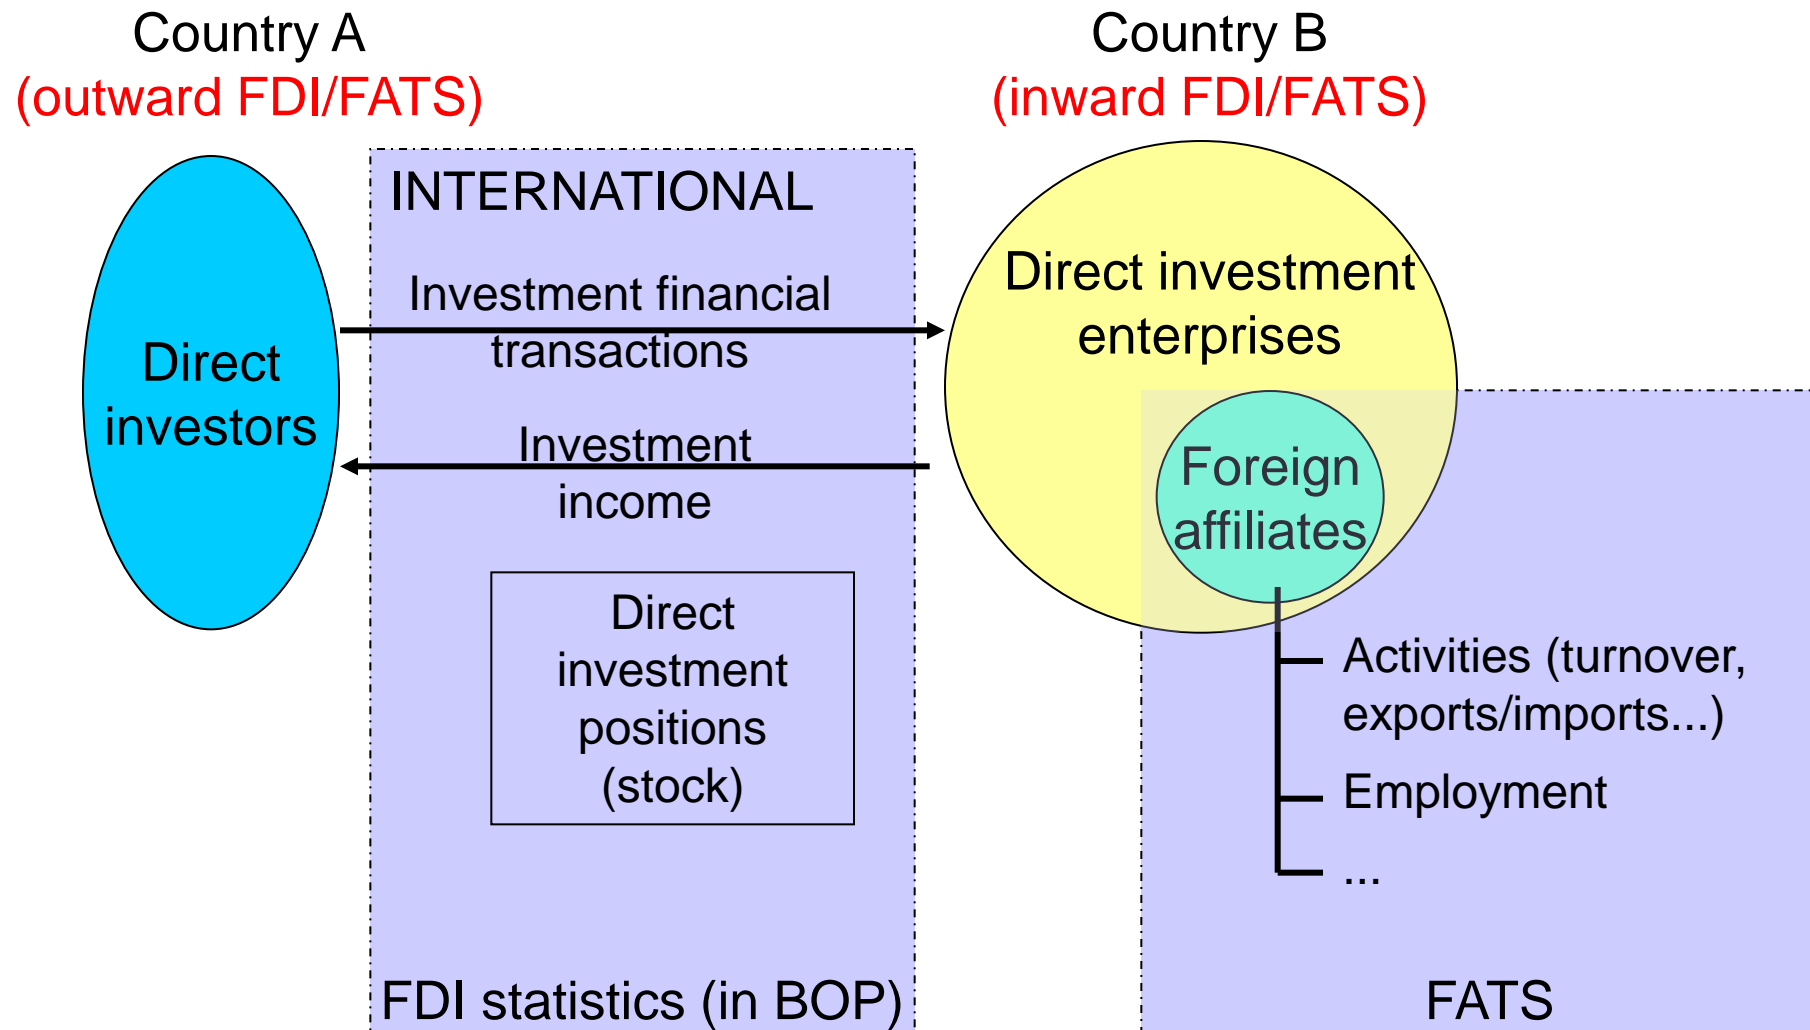 Country A
(outward FDI/FATS)
Country B
(inward FDI/FATS)
INTERNATIONAL
Investment financial
transactions
Direct
investors
Investment
income
Direct
investment
positions
(stock)
FDI statistics (in BOP)
Direct investment
enterprises
Foreign
affiliates
Activities (turnover,
exports/imports...)
Employment
...
FATS